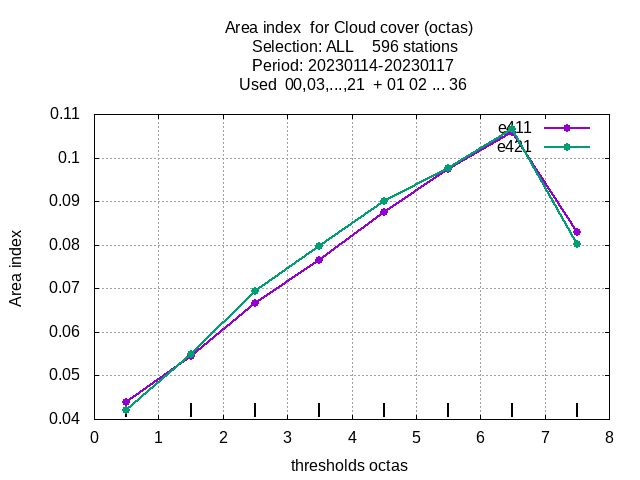 Area index  for Cloud cover (octas)
Selection: ALL    596 stations
Period: 20230114-20230117
Used  00,03,...,21  + 01 02 ... 36
e411
e421
Area index
0.11
0.1
0.09
0.08
0.07
0.06
0.05
0.04
0 1 2 3 4 5 6 7 8
thresholds octas